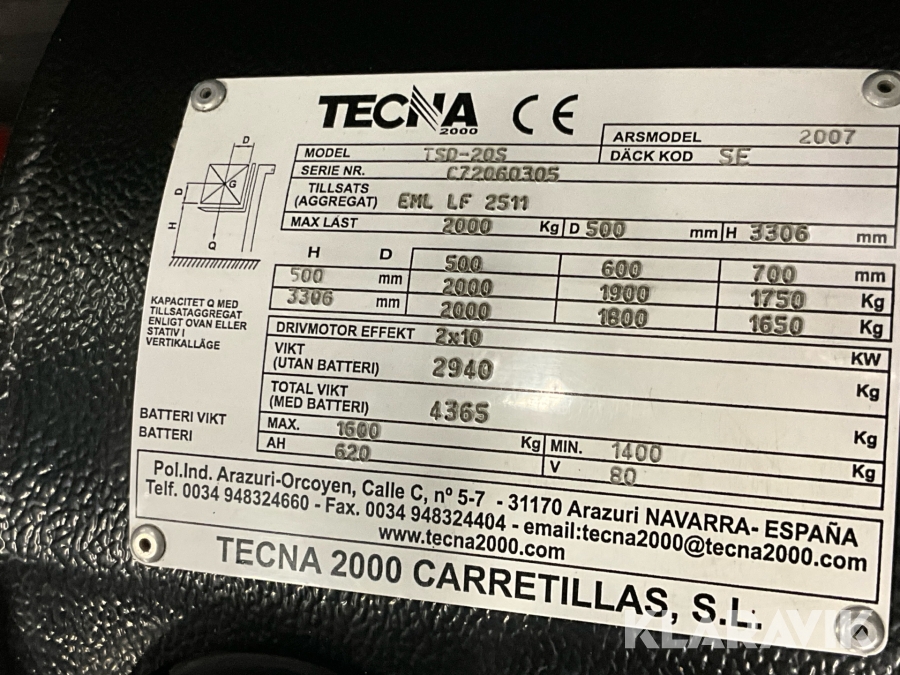 TECNA 2000 CE
ARSMODEL 2007
MODEL TSD-20S DÄCK KOD SE
SERIE NR. C72060305
TILLSATS
(AGGREGAT) EML LF 2511
MAX LAST 2000 Kg D 500 mm H 3306 mm
H D 500 600 700 mm
500 mm 2000 1900 1750 Kg
3306 mm 2000 1800 1650 Kg
D
D
G
H
Q
KAPACITET Q MED
TILLSATAGGREGAT
ENLIGT OVAN ELLER
STATIV I
VERTIKALLÄGE
DRIVMOTOR EFFEKT 2x10 KW
VIKT
(UTAN BATTERI) 2940 Kg
TOTAL VIKT
(MED BATTERI) 4365 Kg
BATTERI VIKT MAX. 1600 Kg MIN. 1400 Kg
BATTERI AH 620 V 80
Pol.Ind. Arazuri-Orcoyen, Calle C, nº 5-7 - 31170 Arazuri NAVARRA- ESPAÑA
Telf. 0034 948324660 - Fax. 0034 948324404 - email:tecna2000@tecna2000.com
www.tecna2000.com
TECNA 2000 CARRETILLAS, S.L.
KLARAVIK